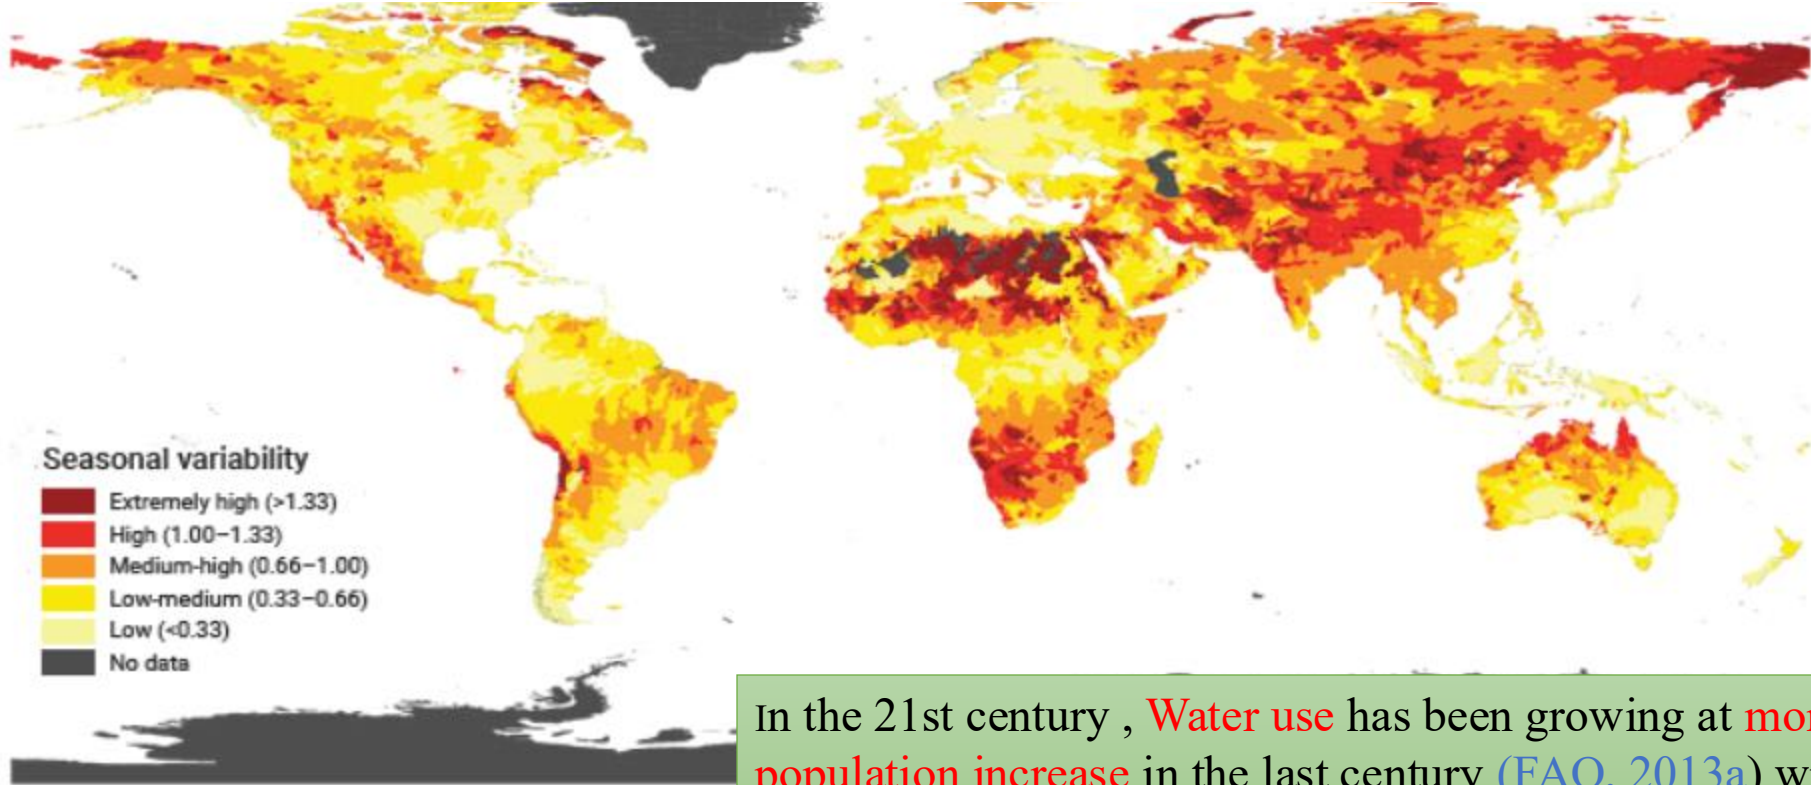 Seasonal variability
Extremely high (>1.33)
High (1.00–1.33)
Medium-high (0.66–1.00)
Low-medium (0.33–0.66)
Low (<0.33)
No data
In the 21st century , Water use has been growing at
population increase in the last century (FAO, 2013a)